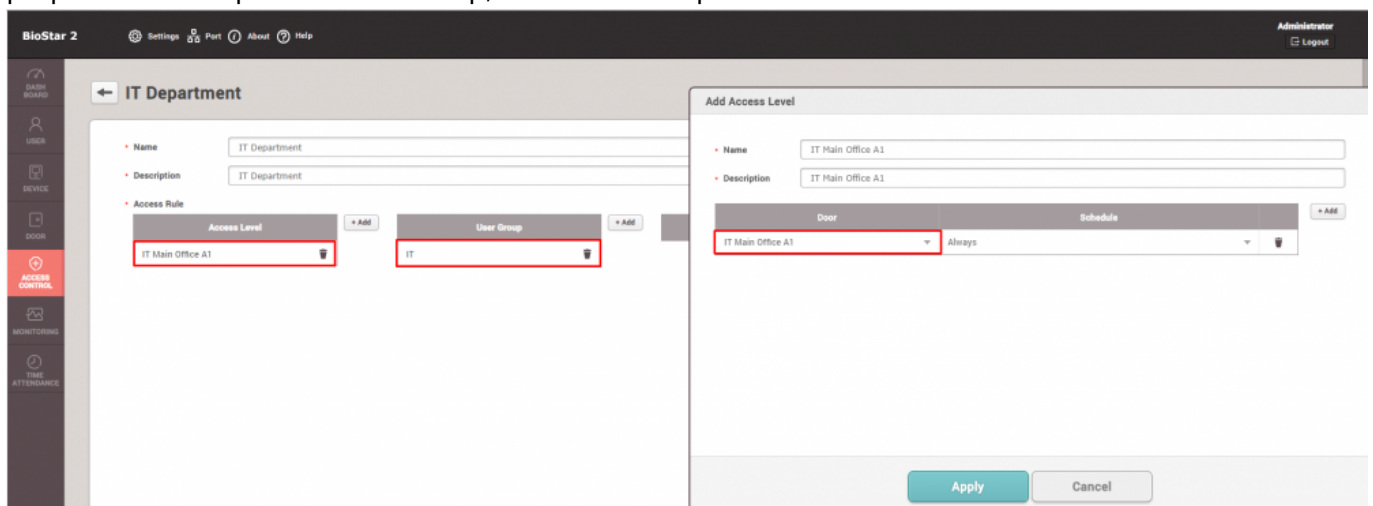 BioStar 2
Settings Port About Help
Administrator
Logout
DASH BOARD
USER
DEVICE
DOOR
ACCESS CONTROL
MONITORING
TIME ATTENDANCE
IT Department
• Name IT Department
• Description IT Department
• Access Rule
Access Level + Add User Group + Add
IT Main Office A1 IT
Add Access Level
• Name IT Main Office A1
• Description IT Main Office A1
Door Schedule + Add
IT Main Office A1 Always
Apply Cancel